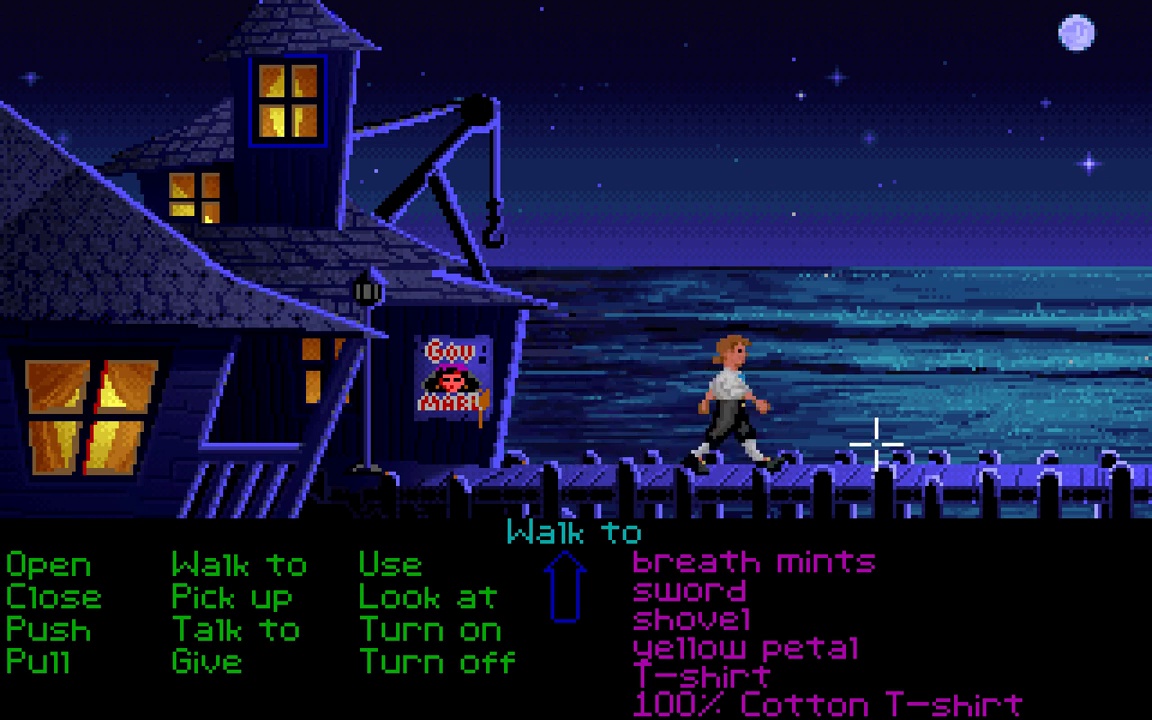 Walk to
Open Walk to Use
Close Pick up Look at
Push Talk to Turn on
Pull Give Turn off
breath mints
sword
shovel
yellow petal
T-shirt
100% Cotton T-shirt